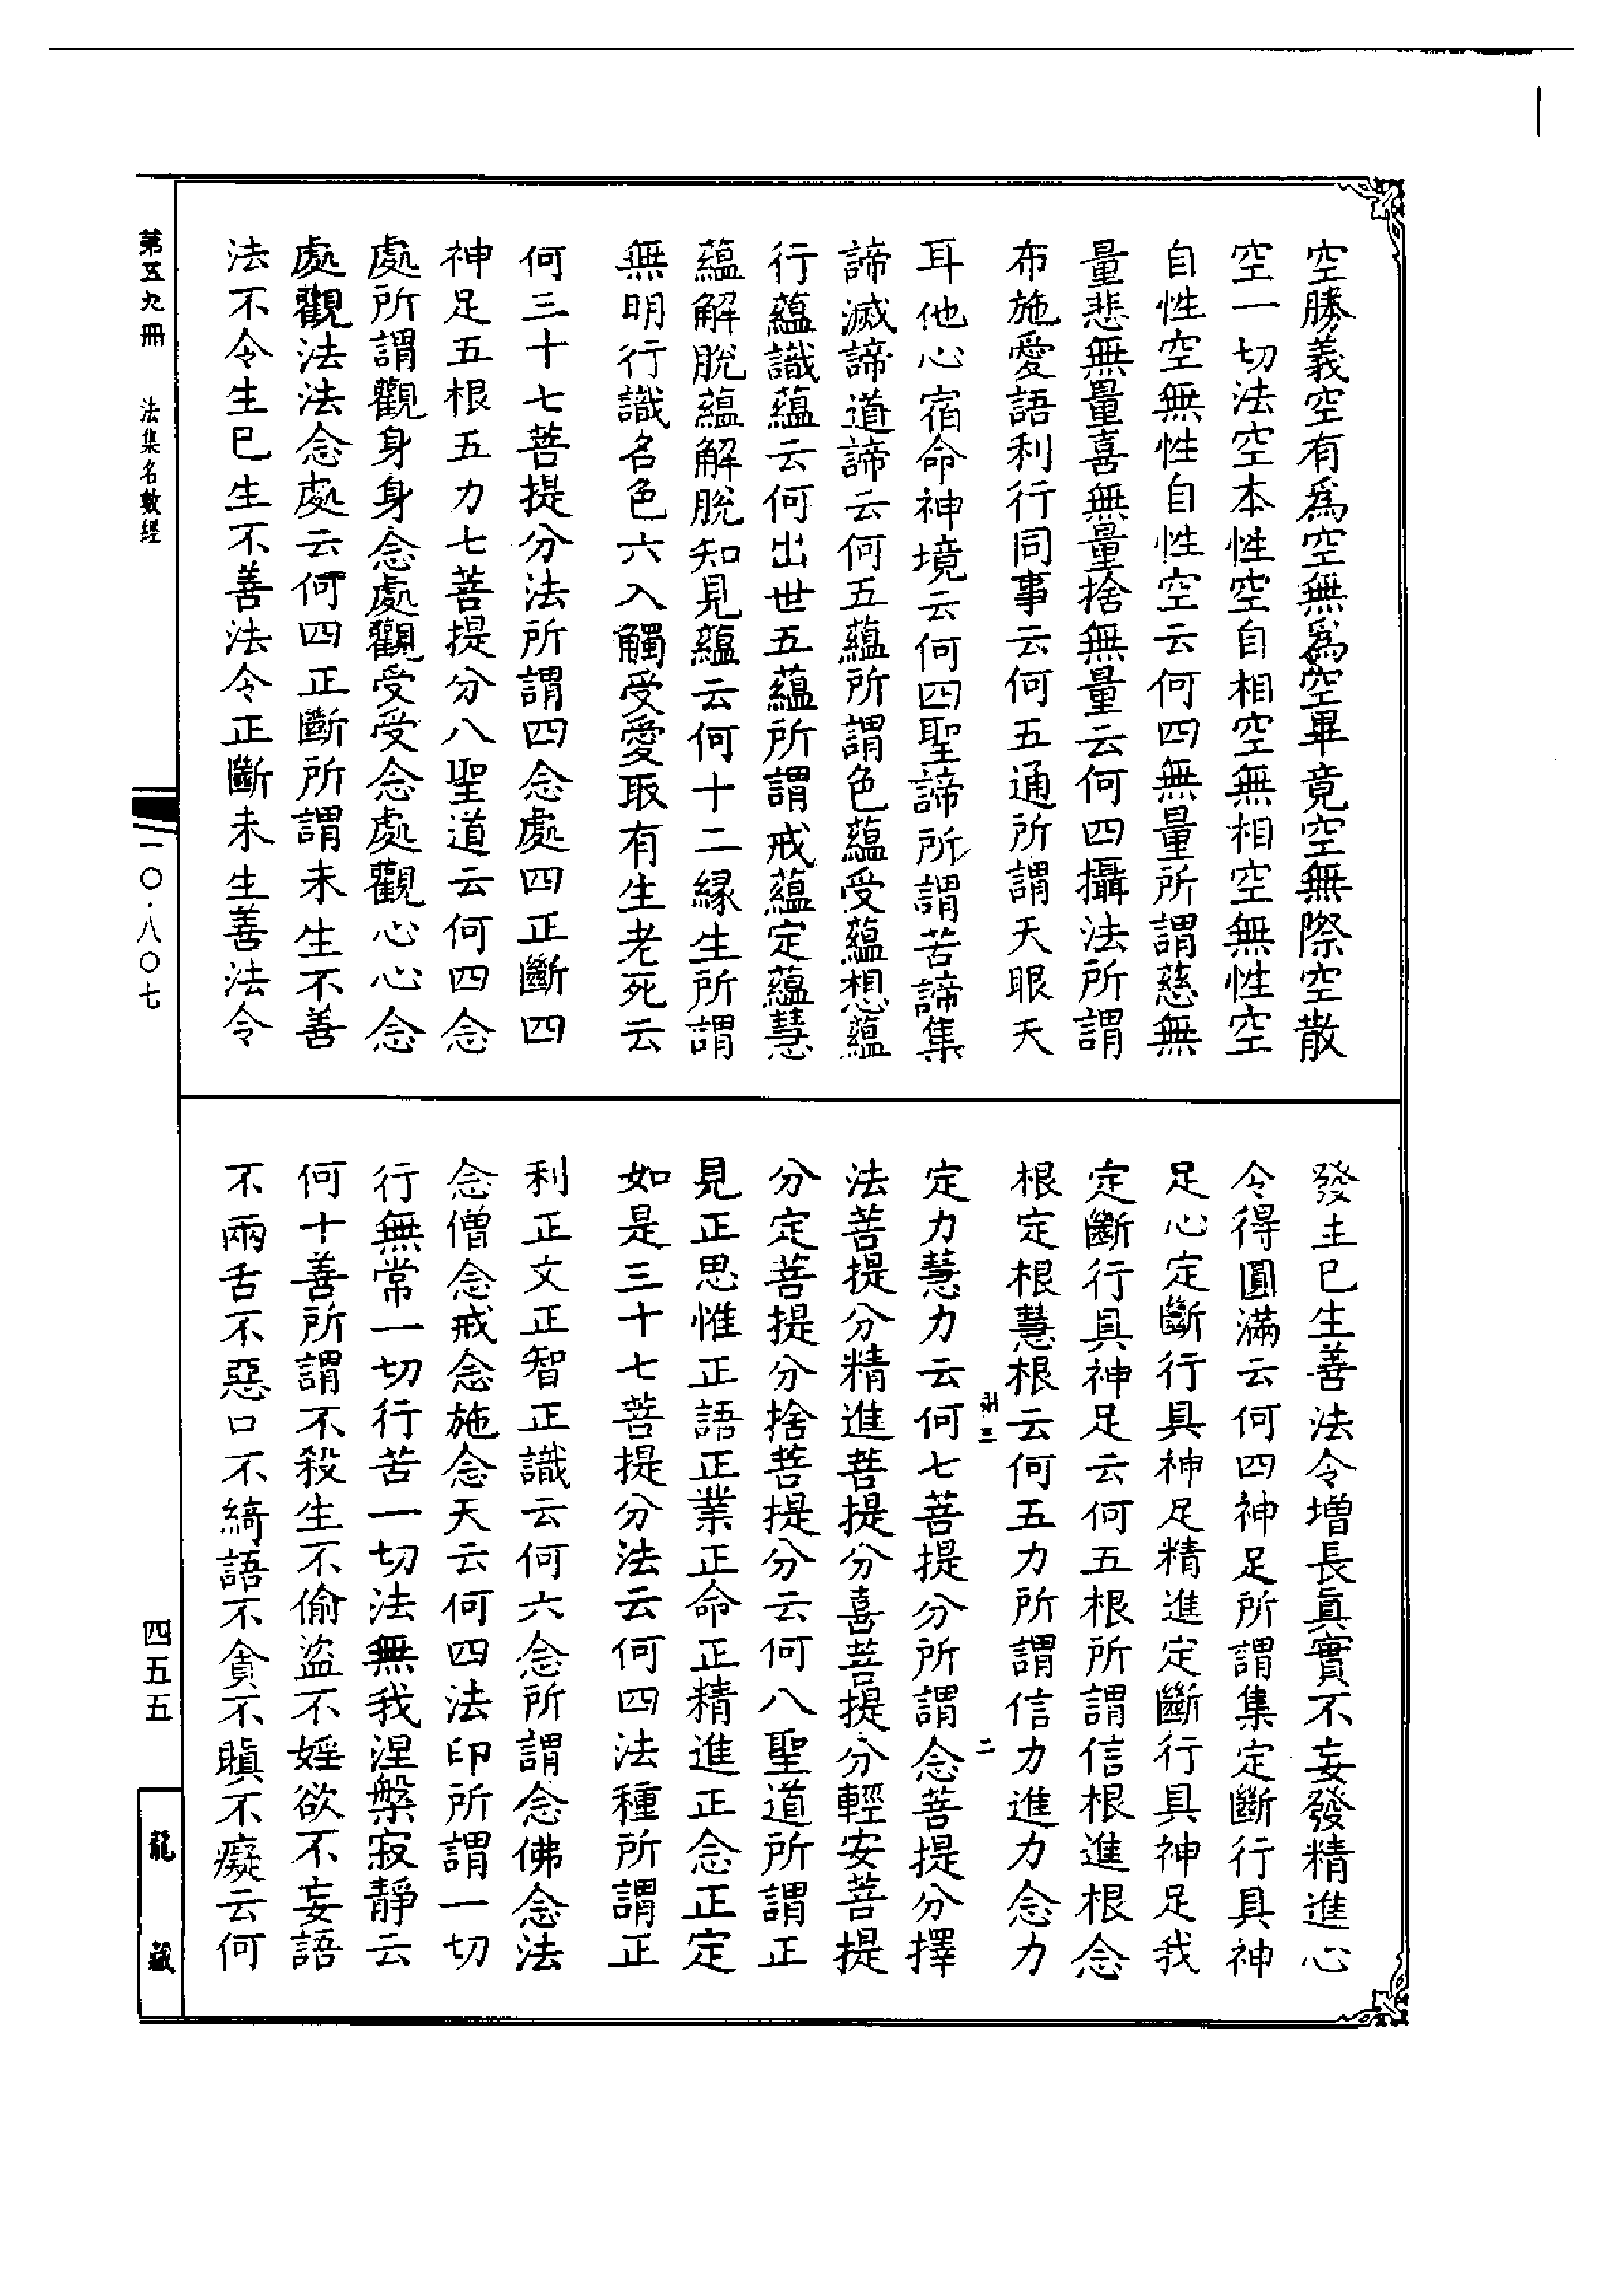 空勝義空有為空無為空畢竟空無際空散
空一切法空本性空自相空無相空無性空
自性空無性自性空云何四無量所謂慈無
量悲無量喜無量捨無量云何四攝法所謂
布施愛語利行同事云何五通所謂天眼天
耳他心宿命神境云何四聖諦所謂苦諦集
諦滅諦道諦云何五蘊所謂色蘊受蘊想蘊
行蘊識蘊云何出世五蘊所謂戒蘊定蘊慧
蘊解脫蘊解脫知見蘊云何十二緣生所謂
無明行識名色六入觸受愛取有生老死云
何三十七菩提分法所謂四念處四正斷四
神足五根五力七菩提分八聖道云何四念
處所謂觀身身念處觀受受念處觀心心念
處觀法法念處云何四正斷所謂未生不善
法不令生已生不善法令正斷未生善法令
發生已生善法令增長真實不妄發精進心
令得圓滿云何四神足所謂集定斷行具神
足心定斷行具神足精進定斷行具神足我
定斷行具神足云何五根所謂信根進根念
根定根慧根云何五力所謂信力進力念力
定力慧力云何七菩提分所謂念菩提分擇
法菩提分精進菩提分喜菩提分輕安菩提
分定菩提分捨菩提分云何八聖道所謂正
見正思惟正語正業正命正精進正念正定
如是三十七菩提分法云何四法種所謂正
利正文正智正識云何六念所謂念佛念法
念僧念戒念施念天云何四法印所謂一切
行無常一切行苦一切法無我涅槃寂靜云
何十善所謂不殺生不偷盜不婬欲不妄語
不兩舌不惡口不綺語不貪不瞋不癡云何
第五九冊 法集名數經
一〇·八〇七
四五五
龍藏
二